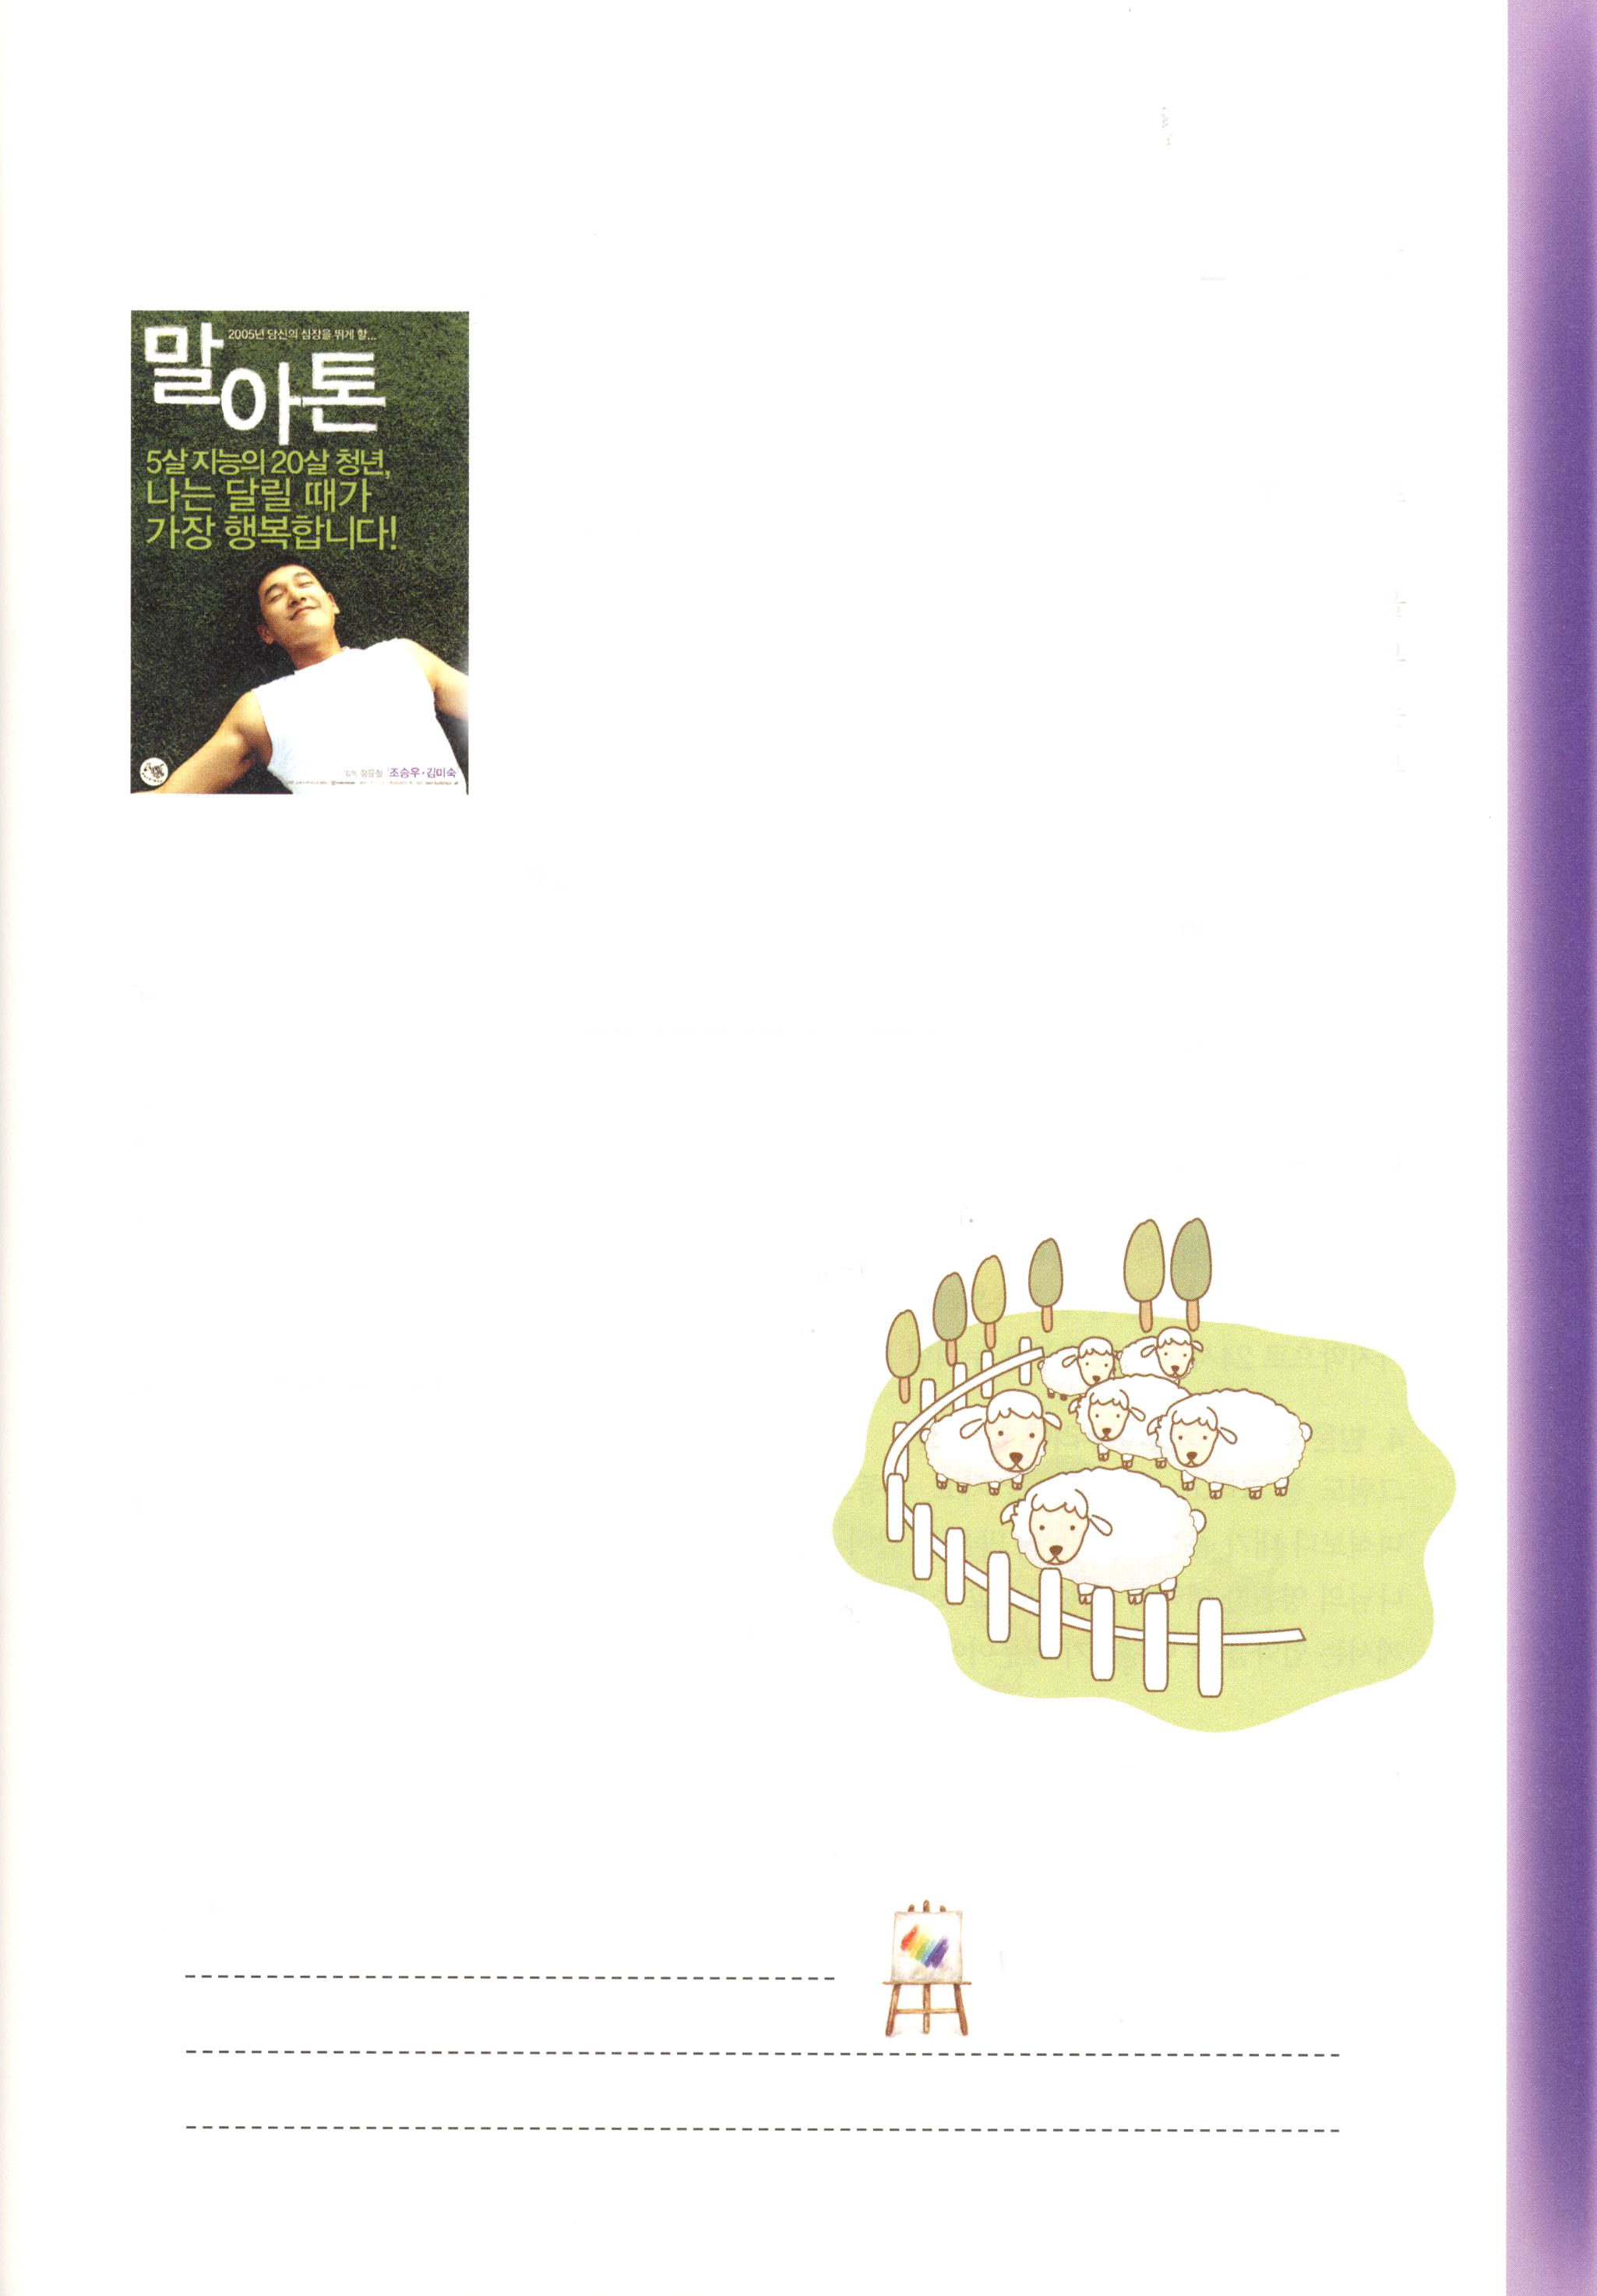 2005년 당신의 심장을 뛰게 할...
말아톤
5살 지능의 20살 청년,
나는 달릴 때가
가장 행복합니다!
조승우·김미숙